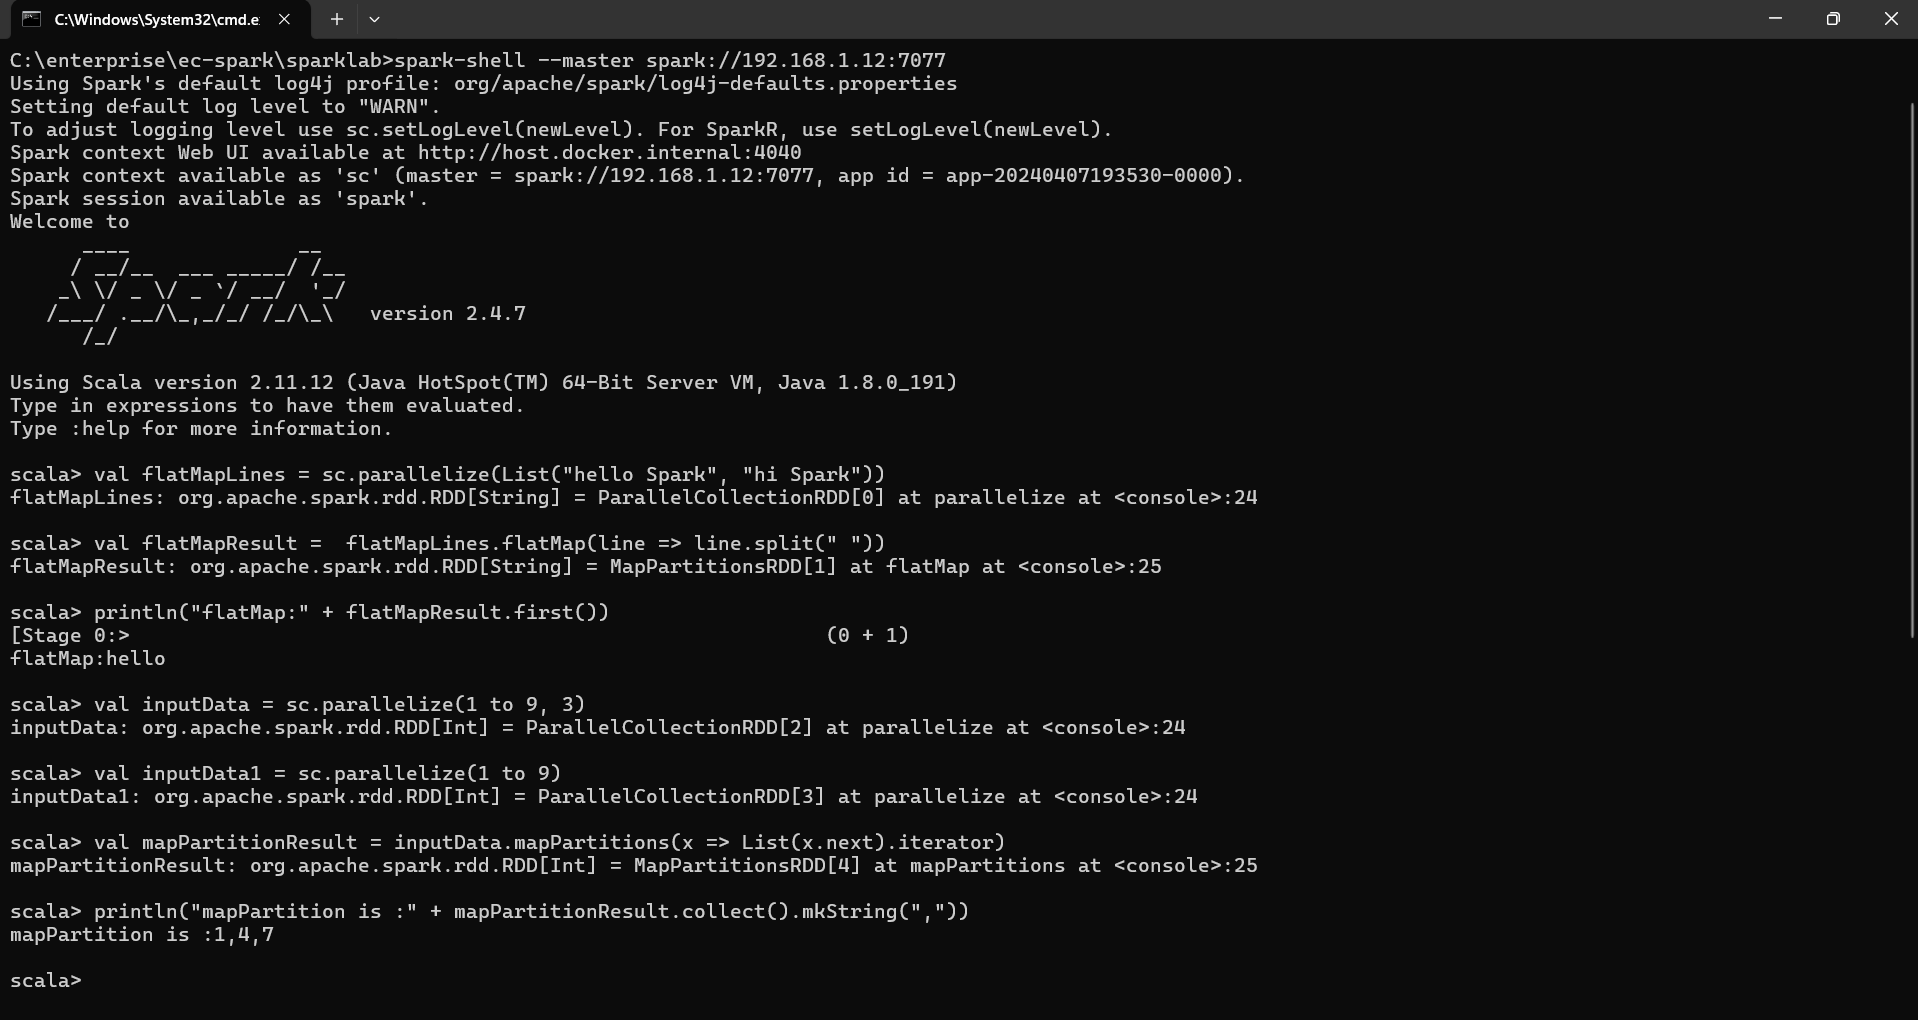 C:\Windows\System32\cmd.e
C:\enterprise\ec-spark\sparklab>spark-shell --master spark://192.168.1.12:7077
Using Spark's default log4j profile: org/apache/spark/log4j-defaults.properties
Setting default log level to "WARN".
To adjust logging level use sc.setLogLevel(newLevel). For SparkR, use setLogLevel(newLevel).
Spark context Web UI available at http://host.docker.internal:4040
Spark context available as 'sc' (master = spark://192.168.1.12:7077, app id = app-20240407193530-0000).
Spark session available as 'spark'.
Welcome to
      ____              __
     / __/__  ___ _____/ /__
    _\ \/ _ \/ _ `/ __/  '_/
   /___/ .__/\_,_/_/ /_/\_\   version 2.4.7
      /_/
Using Scala version 2.11.12 (Java HotSpot(TM) 64-Bit Server VM, Java 1.8.0_191)
Type in expressions to have them evaluated.
Type :help for more information.
scala> val flatMapLines = sc.parallelize(List("hello Spark", "hi Spark"))
flatMapLines: org.apache.spark.rdd.RDD[String] = ParallelCollectionRDD[0] at parallelize at <console>:24
scala> val flatMapResult =  flatMapLines.flatMap(line => line.split(" "))
flatMapResult: org.apache.spark.rdd.RDD[String] = MapPartitionsRDD[1] at flatMap at <console>:25
scala> println("flatMap:" + flatMapResult.first())
[Stage 0:>                                                          (0 + 1)
flatMap:hello
scala> val inputData = sc.parallelize(1 to 9, 3)
inputData: org.apache.spark.rdd.RDD[Int] = ParallelCollectionRDD[2] at parallelize at <console>:24
scala> val inputData1 = sc.parallelize(1 to 9)
inputData1: org.apache.spark.rdd.RDD[Int] = ParallelCollectionRDD[3] at parallelize at <console>:24
scala> val mapPartitionResult = inputData.mapPartitions(x => List(x.next).iterator)
mapPartitionResult: org.apache.spark.rdd.RDD[Int] = MapPartitionsRDD[4] at mapPartitions at <console>:25
scala> println("mapPartition is :" + mapPartitionResult.collect().mkString(","))
mapPartition is :1,4,7
scala>